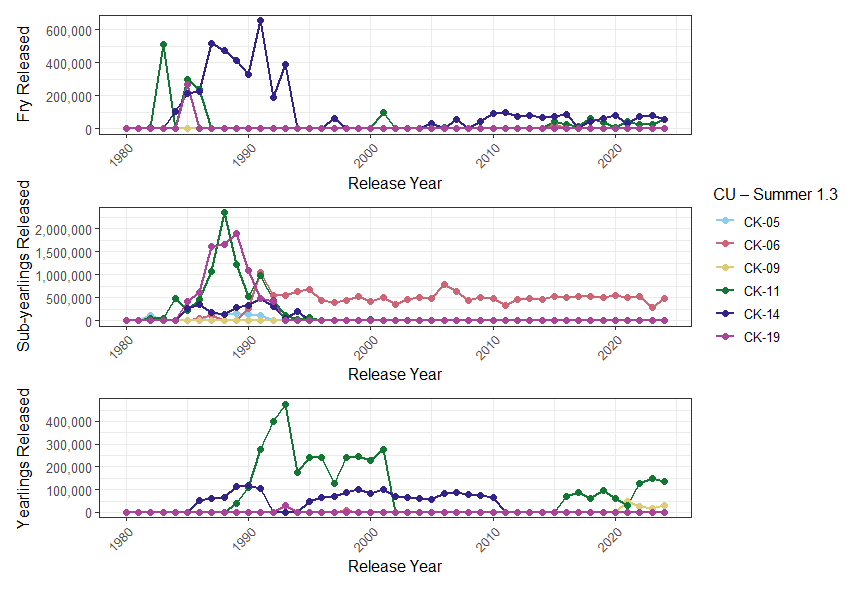 Fry Released
600,000
400,000
200,000
0
1980
1990
2000
2010
2020
Release Year
Sub-yearlings Released
2,000,000
1,500,000
1,000,000
500,000
0
1980
1990
2000
2010
2020
Release Year
Yearlings Released
400,000
300,000
200,000
100,000
0
1980
1990
2000
2010
2020
Release Year
CU – Summer 1.3
CK-05
CK-06
CK-09
CK-11
CK-14
CK-19